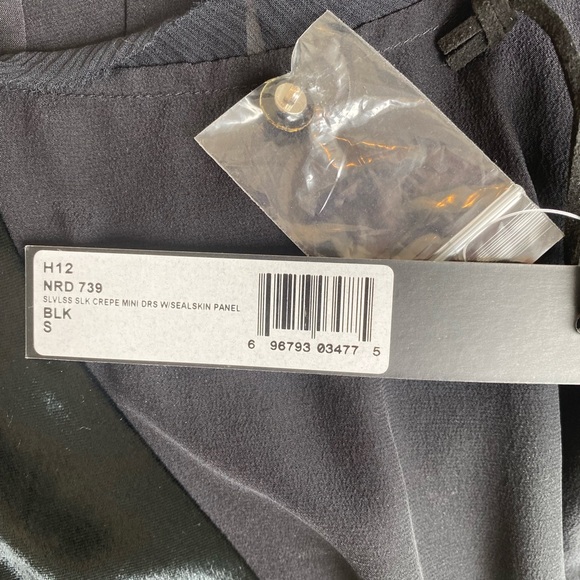 H12
NRD 739
SLVLSS SLK CREPE MINI DRS W/SEALSKIN PANEL
BLK
S
6 96793 03477 5